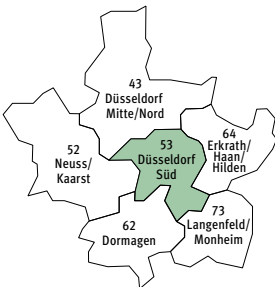 43
Düsseldorf
Mitte/Nord
53
Düsseldorf
Süd
64
Erkrath/
Haan/
Hilden
52
Neuss/
Kaarst
62
Dormagen
73
Langenfeld/
Monheim